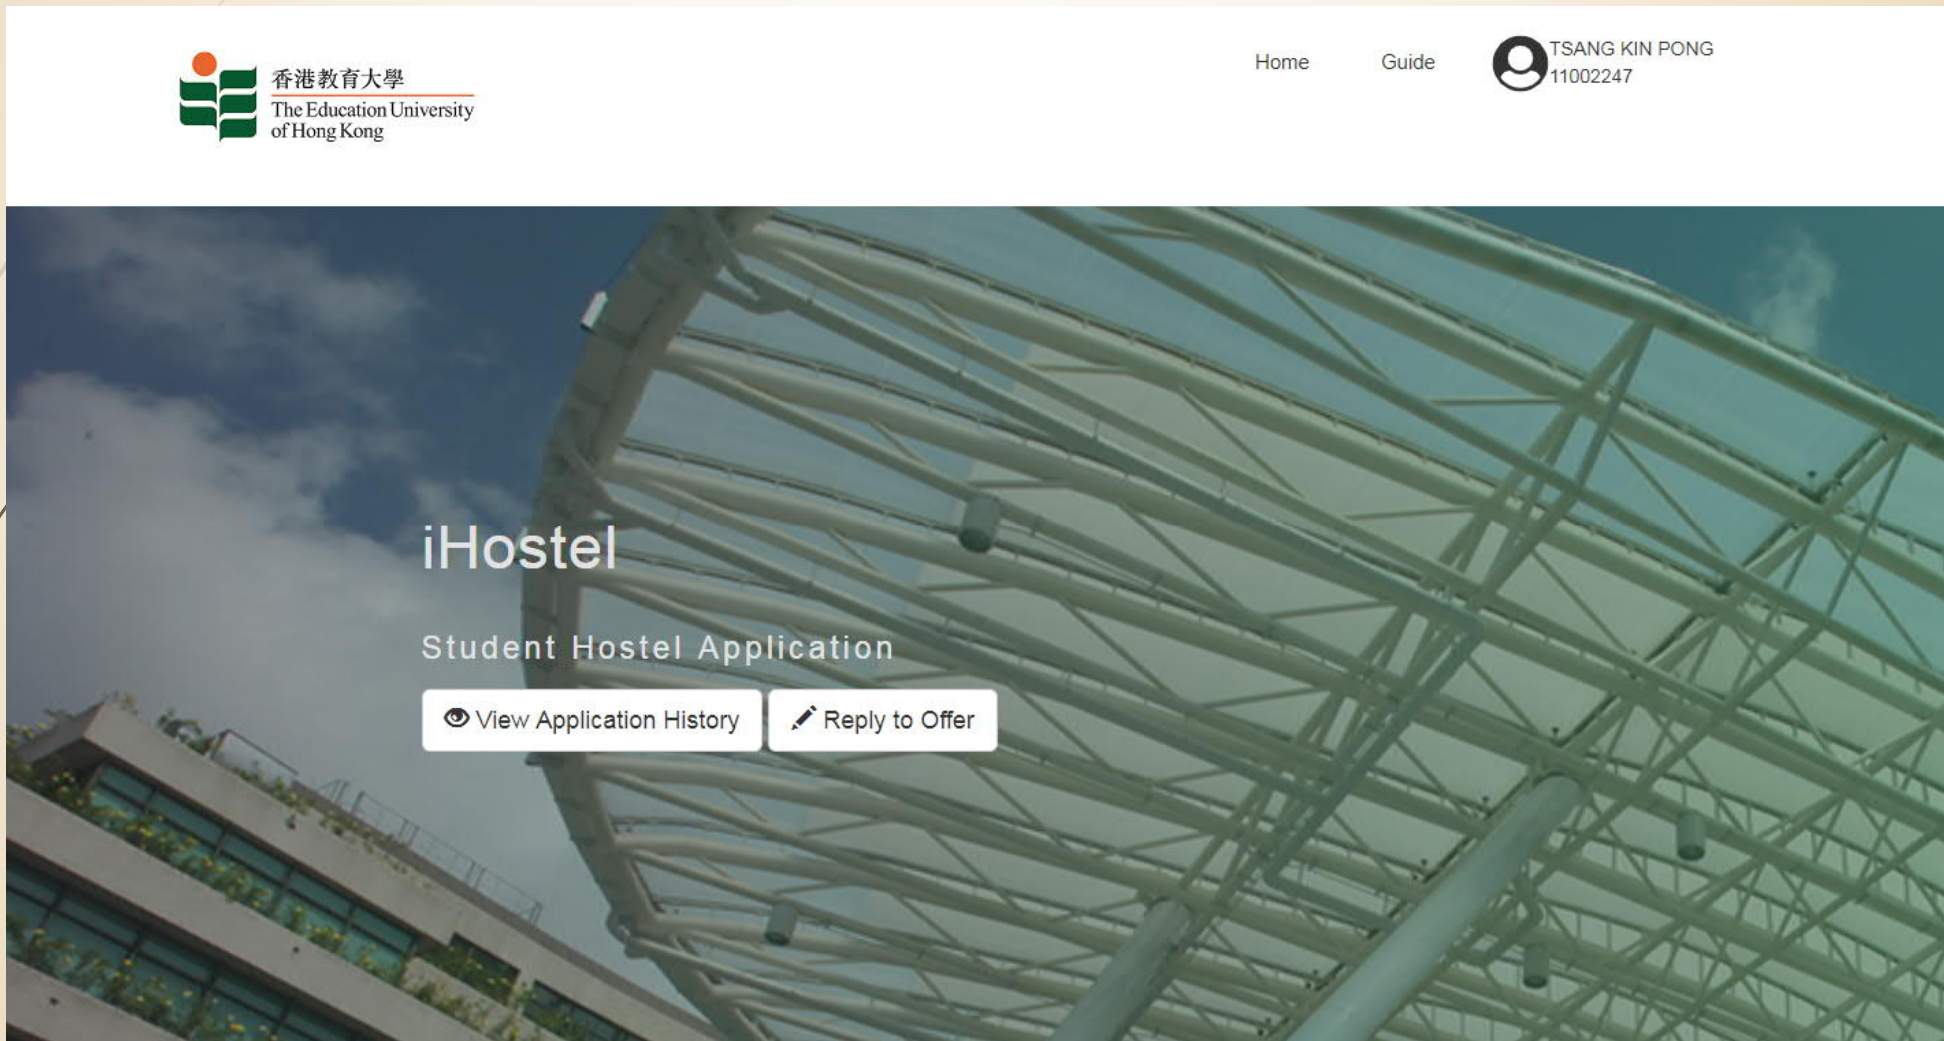 香港教育大學
The Education University
of Hong Kong
Home
Guide
TSANG KIN PONG
11002247
iHostel
Student Hostel Application
View Application History
Reply to Offer